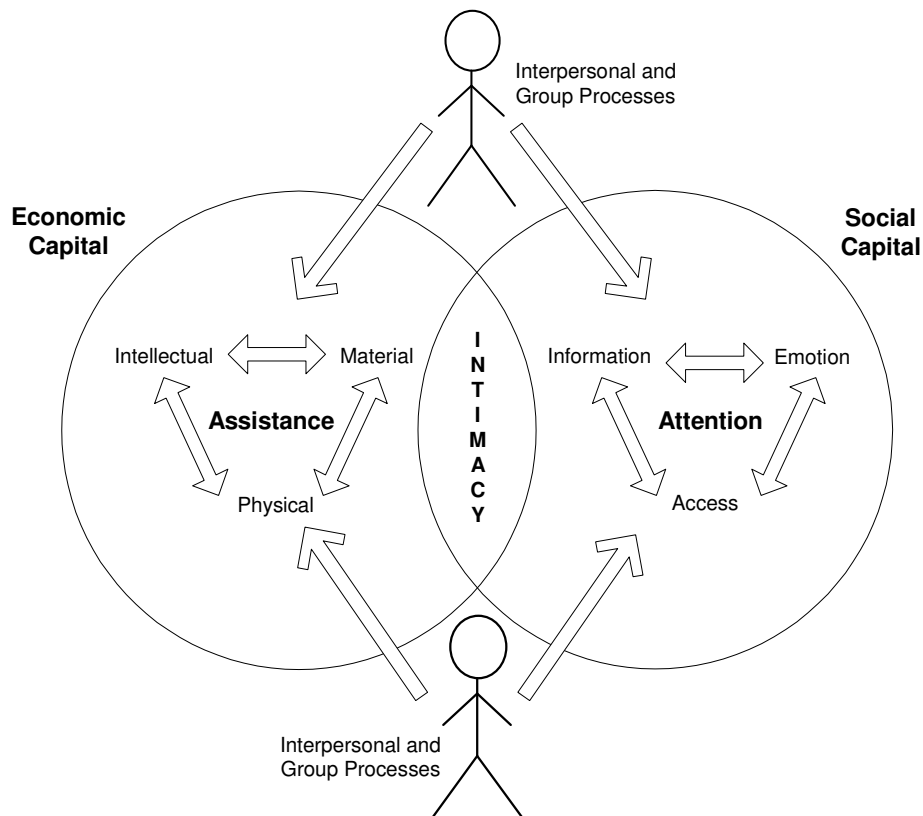 Interpersonal and
Group Processes
Economic
Capital
Social
Capital
I
N
T
I
M
A
C
Y
Intellectual
Material
Assistance
Physical
Information
Emotion
Attention
Access
Interpersonal and
Group Processes